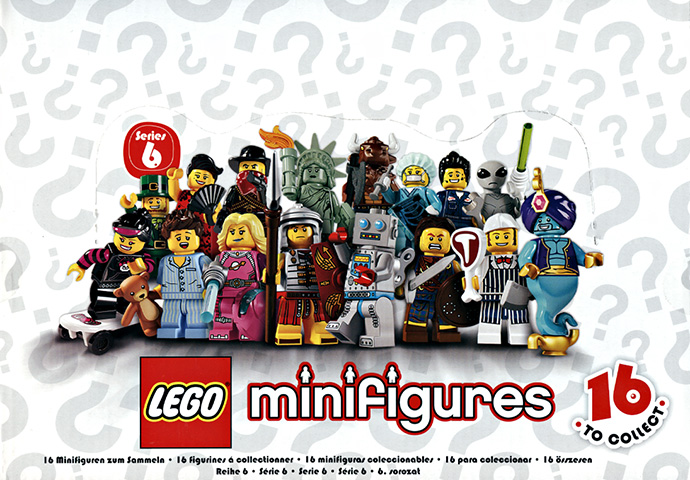 Series
6
LEGO minifigures
16
• TO COLLECT •
16 Minifiguren zum Sammeln • 16 figurines à collectionner • 16 minifiguras coleccionables • 16 para coleccionar • 16 összesen
Reihe 6 • Série 6 • Serie 6 • Série 6 • 6. sorozat